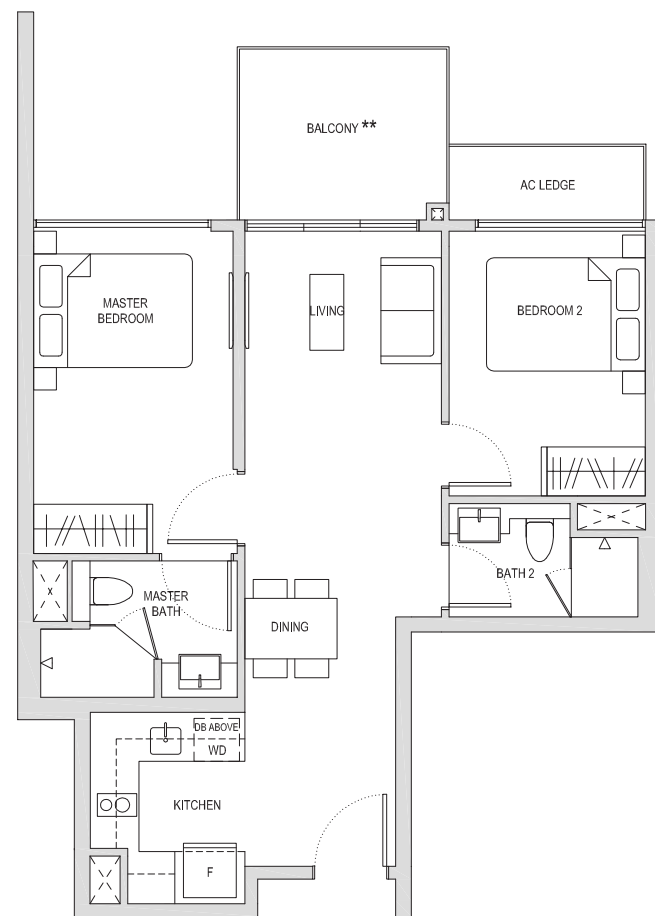 BALCONY **
AC LEDGE
MASTER
BEDROOM
LIVING
BEDROOM 2
MASTER
BATH
BATH 2
DINING
DB ABOVE
WD
KITCHEN
F